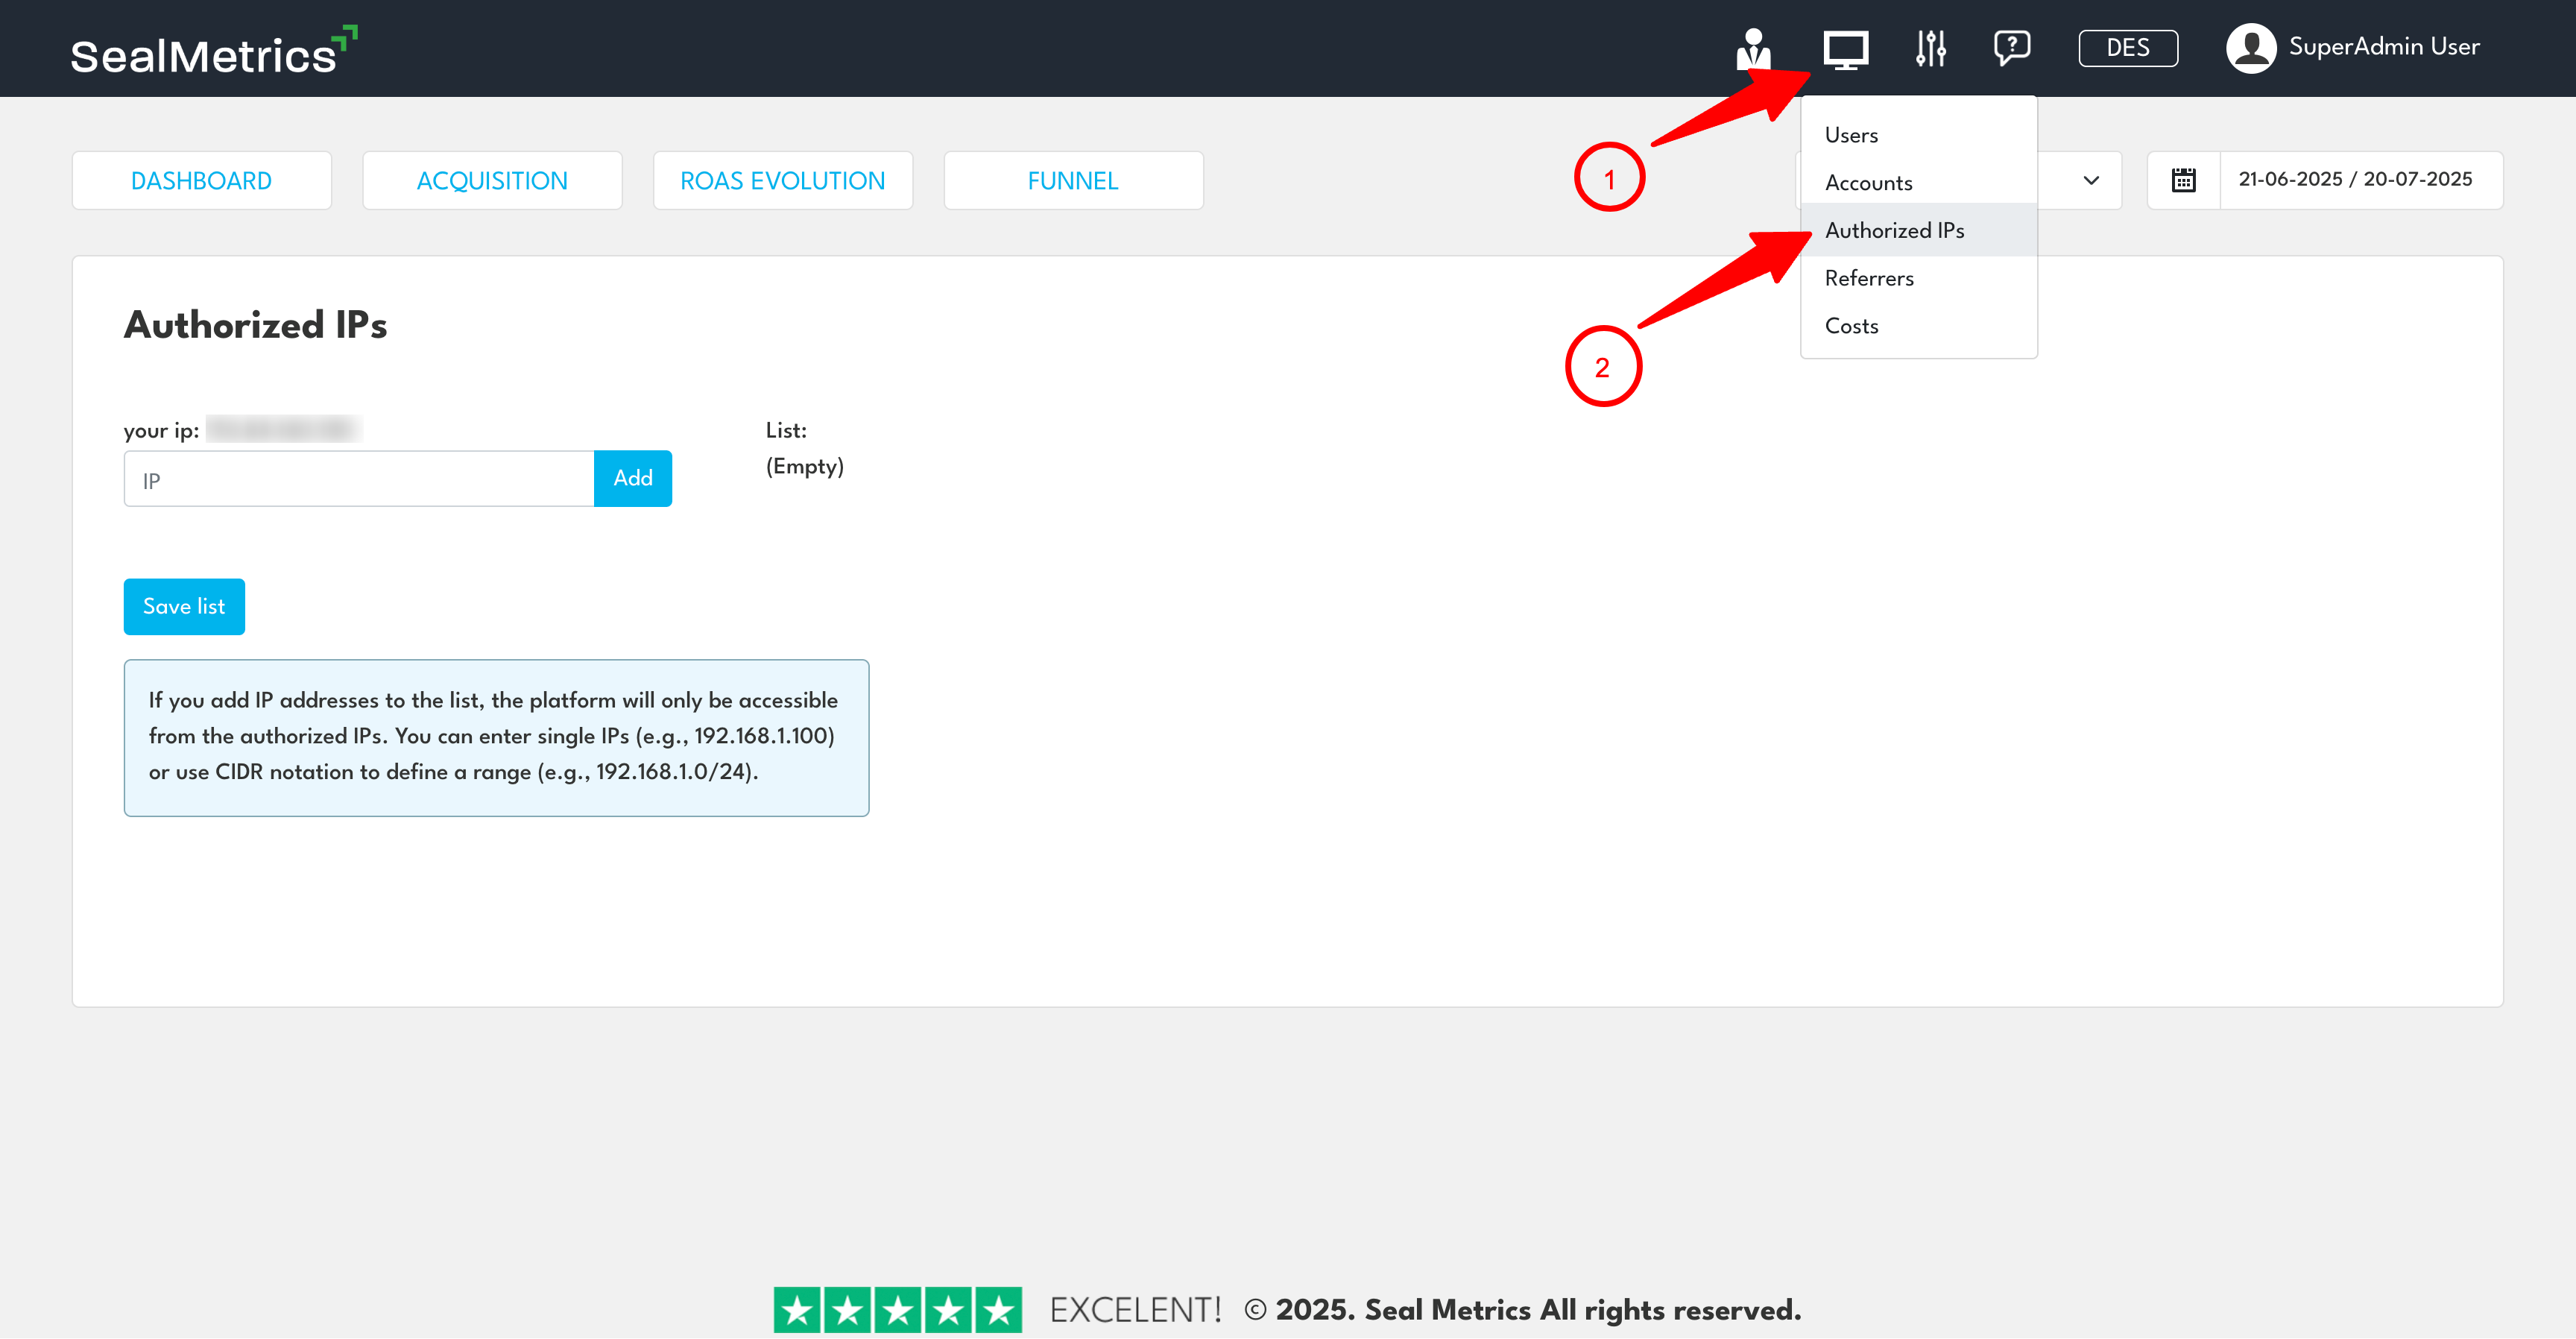 SealMetrics
DES
SuperAdmin User
DASHBOARD
ACQUISITION
ROAS EVOLUTION
FUNNEL
1
Users
Accounts
Authorized IPs
Referrers
Costs
21-06-2025 / 20-07-2025
2
Authorized IPs
your ip:
IP
Add
List:
(Empty)
Save list
If you add IP addresses to the list, the platform will only be accessible
from the authorized IPs. You can enter single IPs (e.g., 192.168.1.100)
or use CIDR notation to define a range (e.g., 192.168.1.0/24).
EXCELENT! © 2025. Seal Metrics All rights reserved.